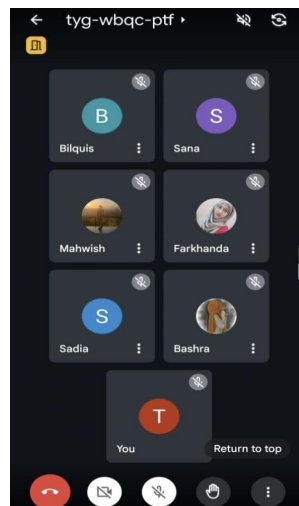 tyg-wbqc-ptf
B
S
Bilquis
Sana
Mahwish
Farkhanda
S
Sadia
Bashra
T
You
Return to top